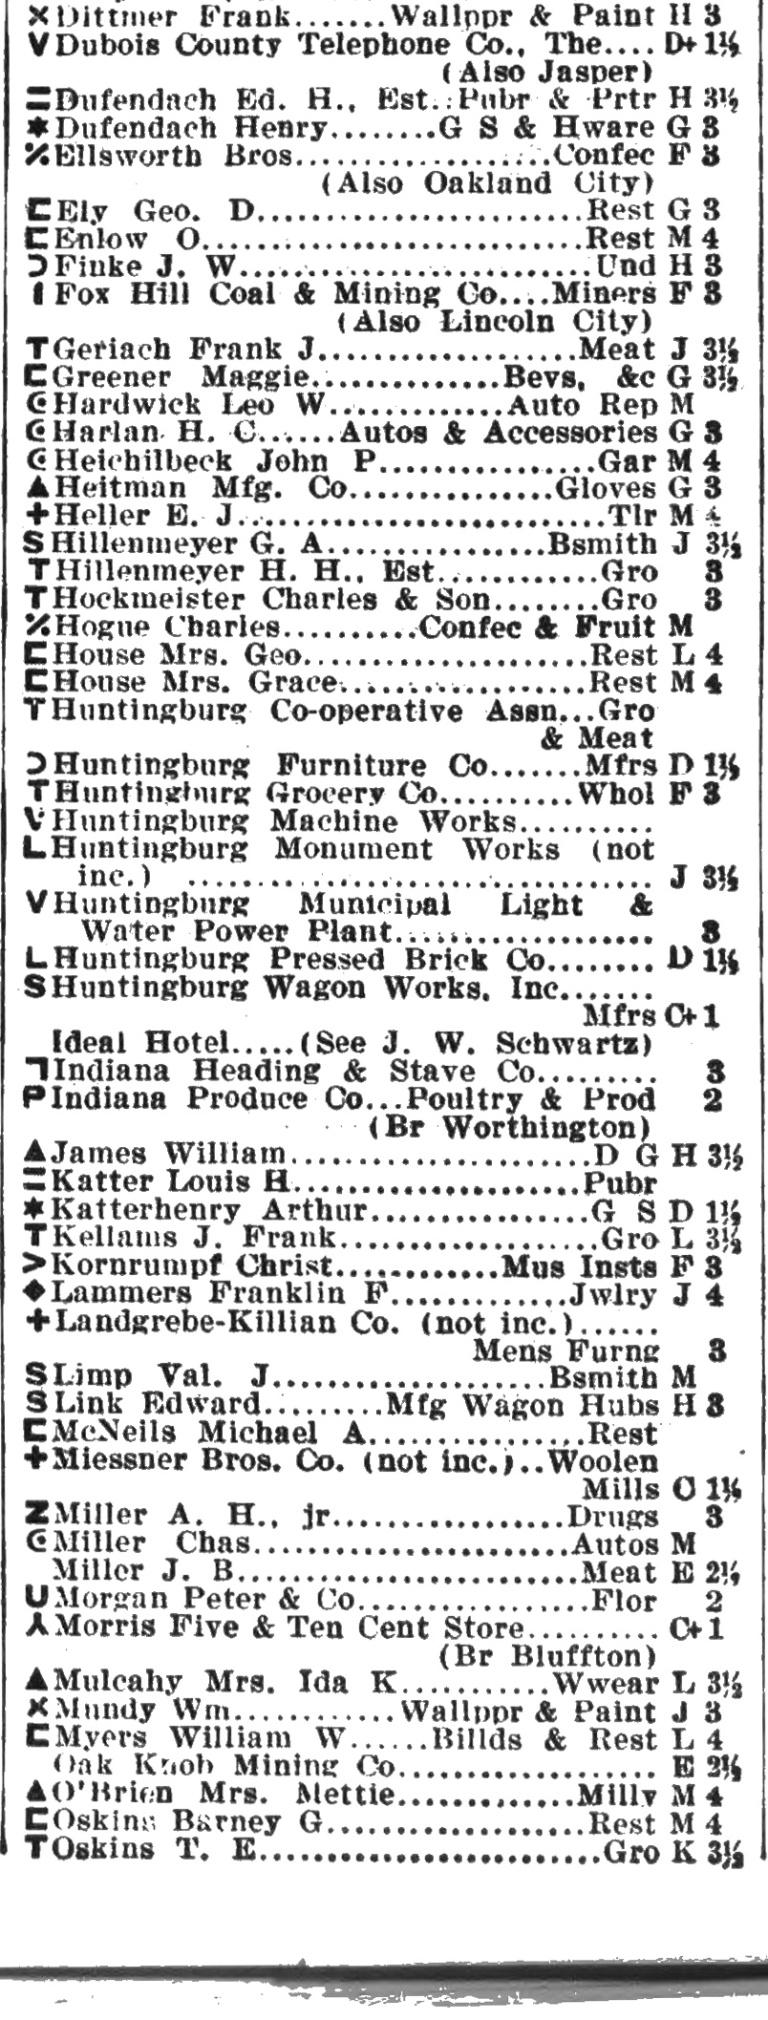 ✕ Dittmer Frank.......Wallppr & Paint H 3
V Dubois County Telephone Co., The.... D+ 1½
(Also Jasper)
= Dufendach Ed. H., Est..Pubr & Prtr H 3½
✶ Dufendach Henry........G S & Hware G 3
⁒ Ellsworth Bros...................Confec F 3
(Also Oakland City)
⊏ Ely Geo. D........................Rest G 3
⊏ Enlow O............................Rest M 4
Ɔ Finke J. W..........................Und H 3
Fox Hill Coal & Mining Co....Miners F 3
(Also Lincoln City)
T Geriach Frank J...................Meat J 3½
⊏ Greener Maggie..............Bevs, &c G 3½
Hardwick Leo W.............Auto Rep M
Harlan H. C......Autos & Accessories G 3
Heichilbeck John P................Gar M 4
▲ Heitman Mfg. Co...............Gloves G 3
+ Heller E. J...........................Tlr M 4
S Hillenmeyer G. A................Bsmith J 3½
T Hillenmeyer H. H., Est............Gro 3
T Hockmeister Charles & Son........Gro 3
⁒ Hogue Charles..........Confec & Fruit M
⊏ House Mrs. Geo.....................Rest L 4
⊏ House Mrs. Grace..................Rest M 4
T Huntingburg Co-operative Assn...Gro
& Meat
Ɔ Huntingburg Furniture Co.......Mfrs D 1½
T Huntingburg Grocery Co..........Whol F 3
V Huntingburg Machine Works..........
L Huntingburg Monument Works (not
inc.) .................................. J 3½
V Huntingburg Municipal Light &
Water Power Plant................... 3
L Huntingburg Pressed Brick Co........ D 1½
S Huntingburg Wagon Works, Inc.......
Mfrs C+ 1
Ideal Hotel.....(See J. W. Schwartz)
ㄱ Indiana Heading & Stave Co......... 3
P Indiana Produce Co...Poultry & Prod 2
(Br Worthington)
▲ James William......................D G H 3½
= Katter Louis H.....................Pubr
✶ Katterhenry Arthur................G S D 1½
T Kellams J. Frank...................Gro L 3½
> Kornrumpf Christ............Mus Insts F 3
◆ Lammers Franklin F.............Jwlry J 4
+ Landgrebe-Killian Co. (not inc.)......
Mens Furng 3
S Limp Val. J....................Bsmith M
S Link Edward.........Mfg Wagon Hubs H 3
⊏ McNeils Michael A................Rest
+ Miessner Bros. Co. (not inc.)..Woolen
Mills C 1½
Z Miller A. H., jr.................Drugs 3
Miller Chas.......................Autos M
Miller J. B.........................Meat E 2½
U Morgan Peter & Co.................Flor 2
⅄ Morris Five & Ten Cent Store.......... C+ 1
(Br Bluffton)
▲ Mulcahy Mrs. Ida K...........Wwear L 3½
✕ Mundy Wm............Wallppr & Paint J 3
⊏ Myers William W......Billds & Rest L 4
Oak Knob Mining Co................... E 2½
▲ O'Brien Mrs. Mettie.............Milly M 4
⊏ Oskins Barney G...................Rest M 4
T Oskins T. E.........................Gro K 3½